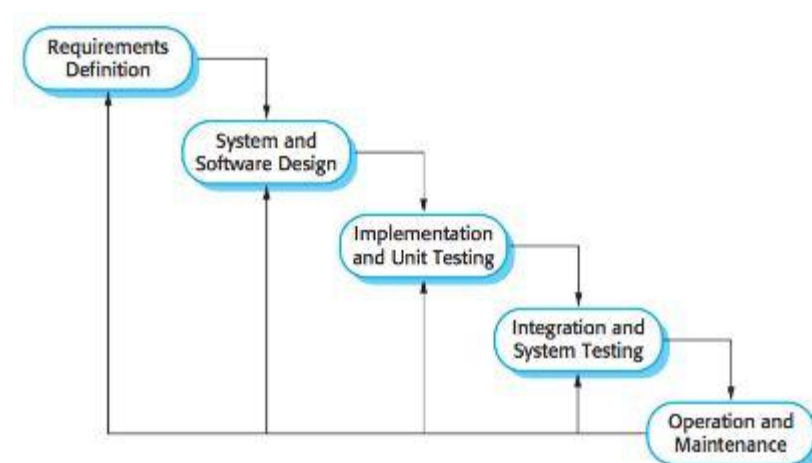 Requirements
Definition
System and
Software Design
Implementation
and Unit Testing
Integration and
System Testing
Operation and
Maintenance